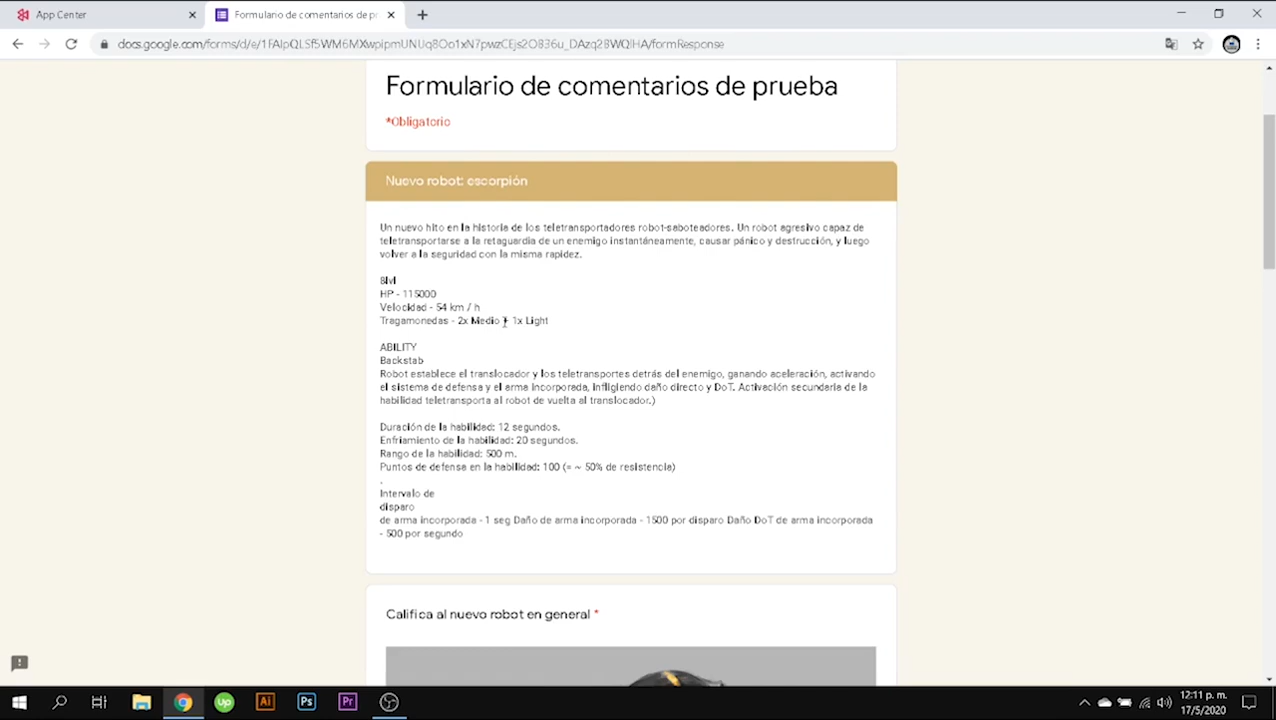 App Center
Formulario de comentarios de pr
docs.google.com/forms/d/e/1FAIpQLSf5WM6MXwpipmUNUq8Oo1xN7pwzCEjs2O836u_DAzq2BWQIHA/formResponse
Formulario de comentarios de prueba
*Obligatorio
Nuevo robot: escorpión
Un nuevo hito en la historia de los teletransportadores robot-saboteadores. Un robot agresivo capaz de
teletransportarse a la retaguardia de un enemigo instantáneamente, causar pánico y destrucción, y luego
volver a la seguridad con la misma rapidez.
8lvl
HP - 115000
Velocidad - 54 km / h
Tragamonedas - 2x Medio + 1x Light
ABILITY
Backstab
Robot establece el translocador y los teletransportes detrás del enemigo, ganando aceleración, activando
el sistema de defensa y el arma incorporada, infligiendo daño directo y DoT. Activación secundaria de la
habilidad teletransporta al robot de vuelta al translocador.)
Duración de la habilidad: 12 segundos.
Enfriamiento de la habilidad: 20 segundos.
Rango de la habilidad: 500 m.
Puntos de defensa en la habilidad: 100 (= ~ 50% de resistencia)
.
Intervalo de
disparo
de arma incorporada - 1 seg Daño de arma incorporada - 1500 por disparo Daño DoT de arma incorporada
- 500 por segundo
Califica al nuevo robot en general *
Up
Ai
Ps
Pr
12:11 p. m.
17/5/2020